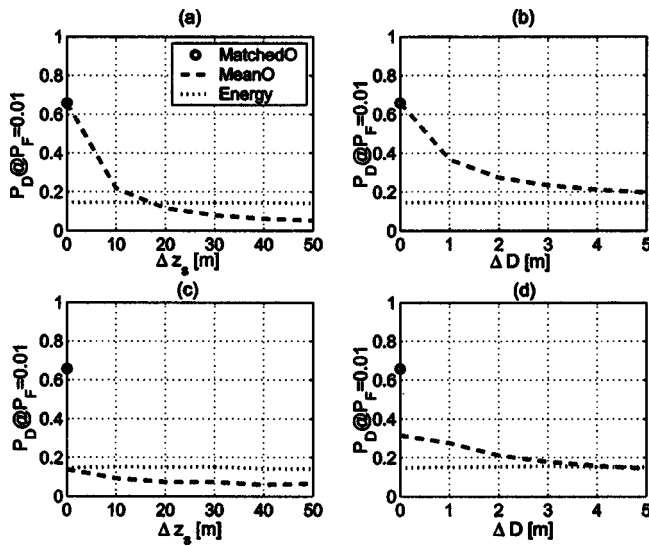 (a)
P_D@P_F=0.01
1
0.8
0.6
0.4
0.2
0
MatchedO
MeanO
Energy
0 10 20 30 40 50
Δ z_s [m]
(b)
P_D@P_F=0.01
1
0.8
0.6
0.4
0.2
0
0 1 2 3 4 5
Δ D [m]
(c)
P_D@P_F=0.01
1
0.8
0.6
0.4
0.2
0
0 10 20 30 40 50
Δ z_s [m]
(d)
P_D@P_F=0.01
1
0.8
0.6
0.4
0.2
0
0 1 2 3 4 5
Δ D [m]